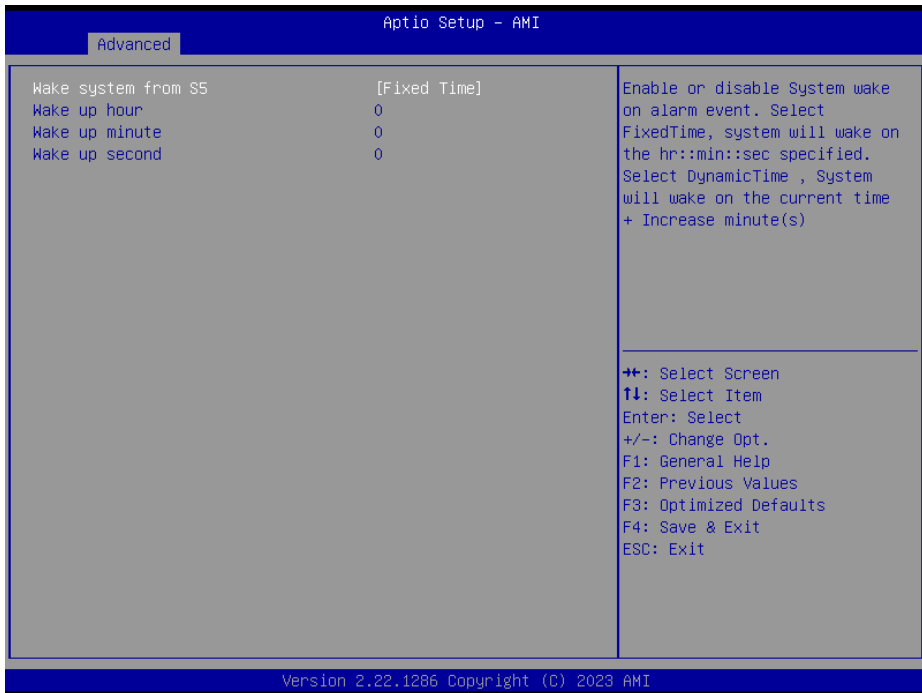 Aptio Setup – AMI
Advanced
Wake system from S5 [Fixed Time]
Wake up hour 0
Wake up minute 0
Wake up second 0
Enable or disable System wake
on alarm event. Select
FixedTime, system will wake on
the hr::min::sec specified.
Select DynamicTime , System
will wake on the current time
+ Increase minute(s)
→←: Select Screen
↑↓: Select Item
Enter: Select
+/-: Change Opt.
F1: General Help
F2: Previous Values
F3: Optimized Defaults
F4: Save & Exit
ESC: Exit
Version 2.22.1286 Copyright (C) 2023 AMI